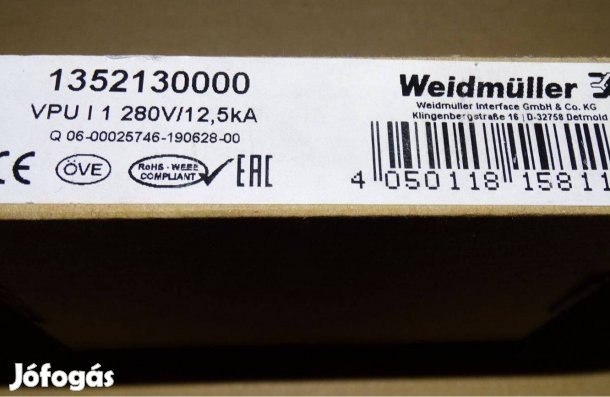 1352130000
VPU I 1 280V/12,5kA
Q 06-00025746-190628-00
CE ÖVE RoHS - WEEE COMPLIANT EAC
Weidmüller
Weidmuller Interface GmbH & Co. KG
Klingenbergstraße 16 | D-32758 Detmold
4 050118 15811
Jófogás